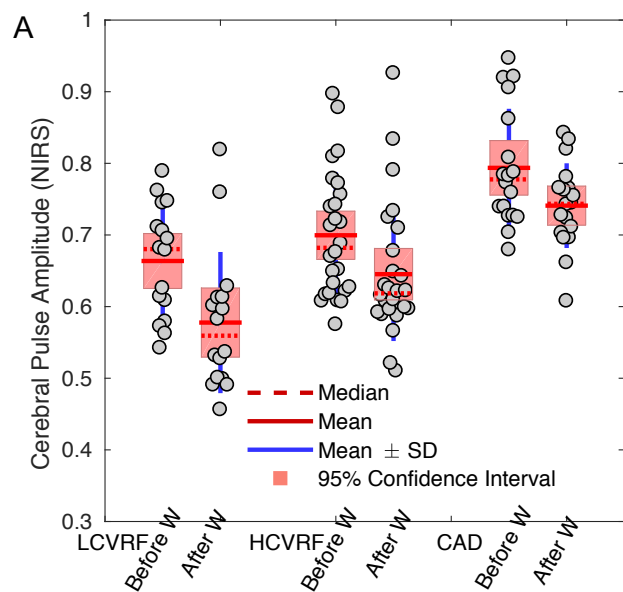 A
Cerebral Pulse Amplitude (NIRS)
1
0.9
0.8
0.7
0.6
0.5
0.4
0.3
Median
Mean
Mean ± SD
95% Confidence Interval
LCVRF
Before W
After W
HCVRF
Before W
After W
CAD
Before W
After W